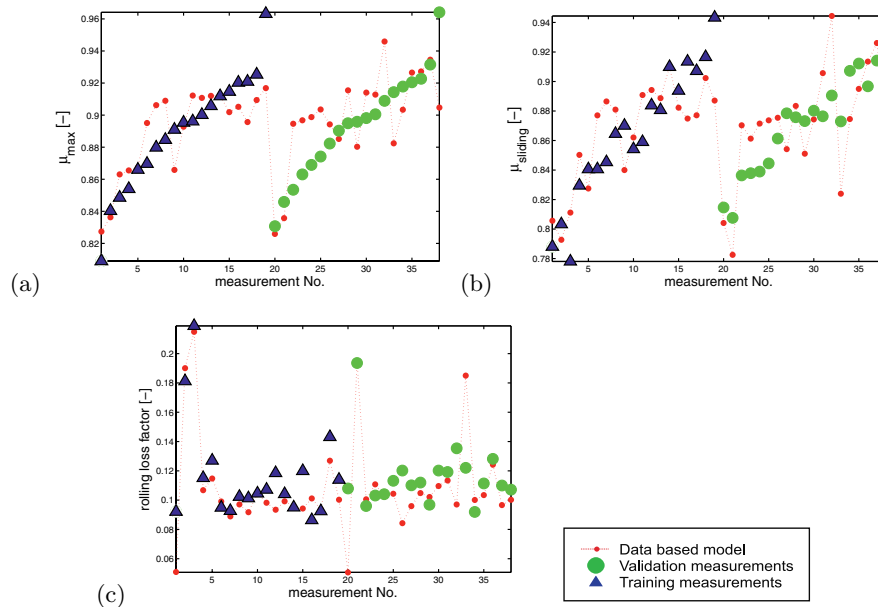 0.96
0.94
0.92
0.9
0.88
0.86
0.84
0.82
μmax [–]
5 10 15 20 25 30 35
measurement No.
(a)
0.94
0.92
0.9
0.88
0.86
0.84
0.82
0.8
0.78
μsliding [–]
5 10 15 20 25 30 35
measurement No.
(b)
0.2
0.18
0.16
0.14
0.12
0.1
0.08
0.06
rolling loss factor [–]
5 10 15 20 25 30 35
measurement No.
(c)
Data based model
Validation measurements
Training measurements